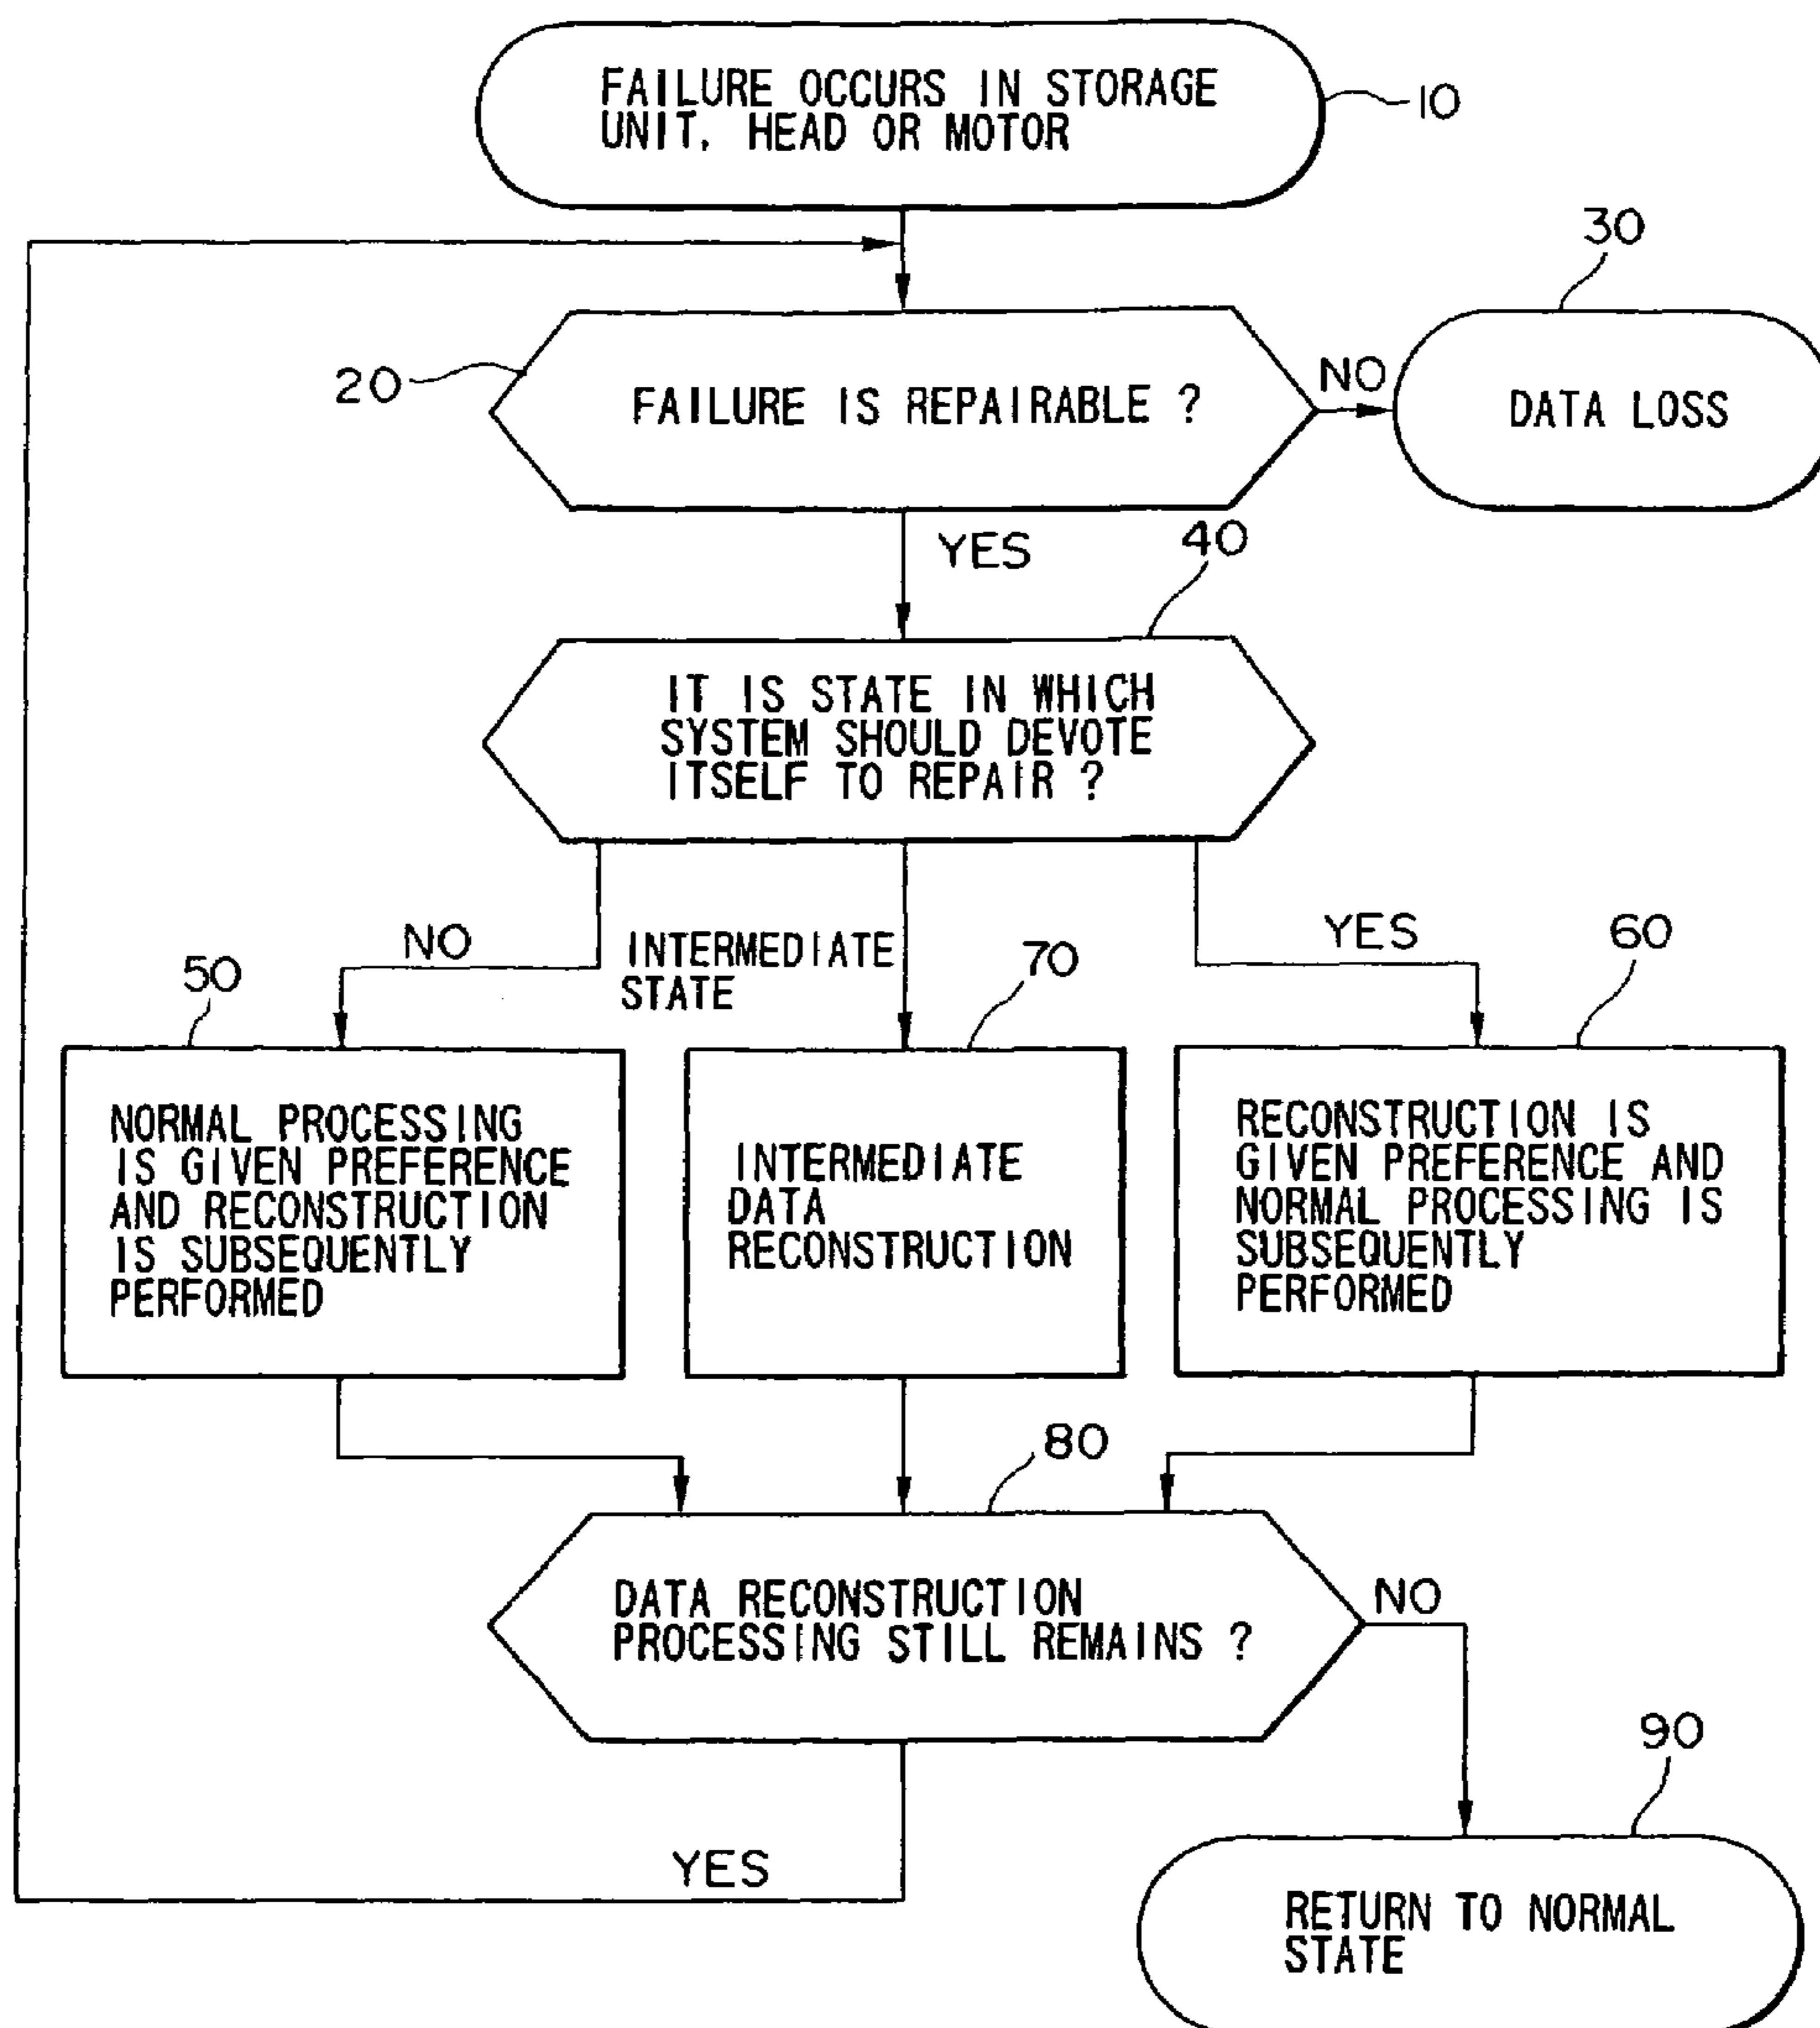 FAILURE OCCURS IN STORAGE
UNIT, HEAD OR MOTOR
10
30
20
FAILURE IS REPAIRABLE ?
NO
DATA LOSS
YES
40
IT IS STATE IN WHICH
SYSTEM SHOULD DEVOTE
ITSELF TO REPAIR ?
NO
INTERMEDIATE
STATE
YES
50
70
60
NORMAL PROCESSING
IS GIVEN PREFERENCE
AND RECONSTRUCTION
IS SUBSEQUENTLY
PERFORMED
INTERMEDIATE
DATA
RECONSTRUCTION
RECONSTRUCTION IS
GIVEN PREFERENCE AND
NORMAL PROCESSING IS
SUBSEQUENTLY
PERFORMED
80
DATA RECONSTRUCTION
PROCESSING STILL REMAINS ?
NO
YES
90
RETURN TO NORMAL
STATE